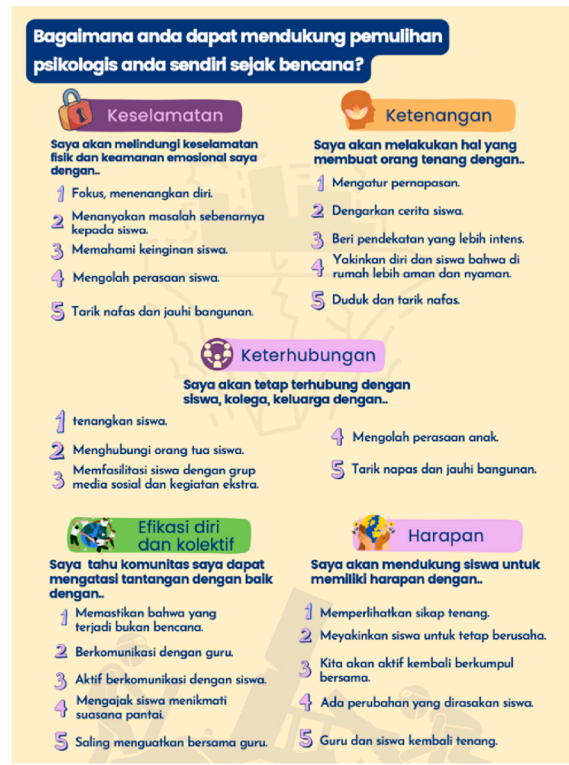 Bagaimana anda dapat mendukung pemulihan
psikologis anda sendiri sejak bencana?
Keselamatan
Saya akan melindungi keselamatan
fisik dan keamanan emosional saya
dengan..
1 Fokus, menenangkan diri.
2 Menanyakan masalah sebenarnya
kepada siswa.
3 Memahami keinginan siswa.
4 Mengolah perasaan siswa.
5 Tarik nafas dan jauhi bangunan.
Ketenangan
Saya akan melakukan hal yang
membuat orang tenang dengan..
1 Mengatur pernapasan.
2 Dengarkan cerita siswa.
3 Beri pendekatan yang lebih intens.
4 Yakinkan diri dan siswa bahwa di
rumah lebih aman dan nyaman.
5 Duduk dan tarik nafas.
Keterhubungan
Saya akan tetap terhubung dengan
siswa, kolega, keluarga dengan..
1 tenangkan siswa.
2 Menghubungi orang tua siswa.
3 Memfasilitasi siswa dengan grup
media sosial dan kegiatan ekstra.
4 Mengolah perasaan anak.
5 Tarik napas dan jauhi bangunan.
Efikasi diri
dan kolektif
Saya tahu komunitas saya dapat
mengatasi tantangan dengan baik
dengan..
1 Memastikan bahwa yang
terjadi bukan bencana.
2 Berkomunikasi dengan guru.
3 Aktif berkomunikasi dengan siswa.
4 Mengajak siswa menikmati
suasana pantai.
5 Saling menguatkan bersama guru.
Harapan
Saya akan mendukung siswa untuk
memiliki harapan dengan..
1 Memperlihatkan sikap tenang.
2 Meyakinkan siswa untuk tetap berusaha.
3 Kita akan aktif kembali berkumpul
bersama.
4 Ada perubahan yang dirasakan siswa.
5 Guru dan siswa kembali tenang.